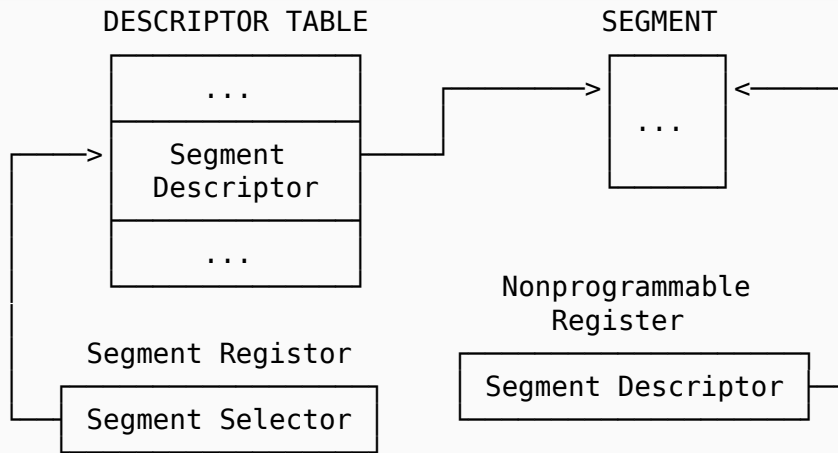 DESCRIPTOR TABLE
SEGMENT
...
Segment
Descriptor
...
...
Nonprogrammable
Register
Segment Registor
Segment Selector
Segment Descriptor